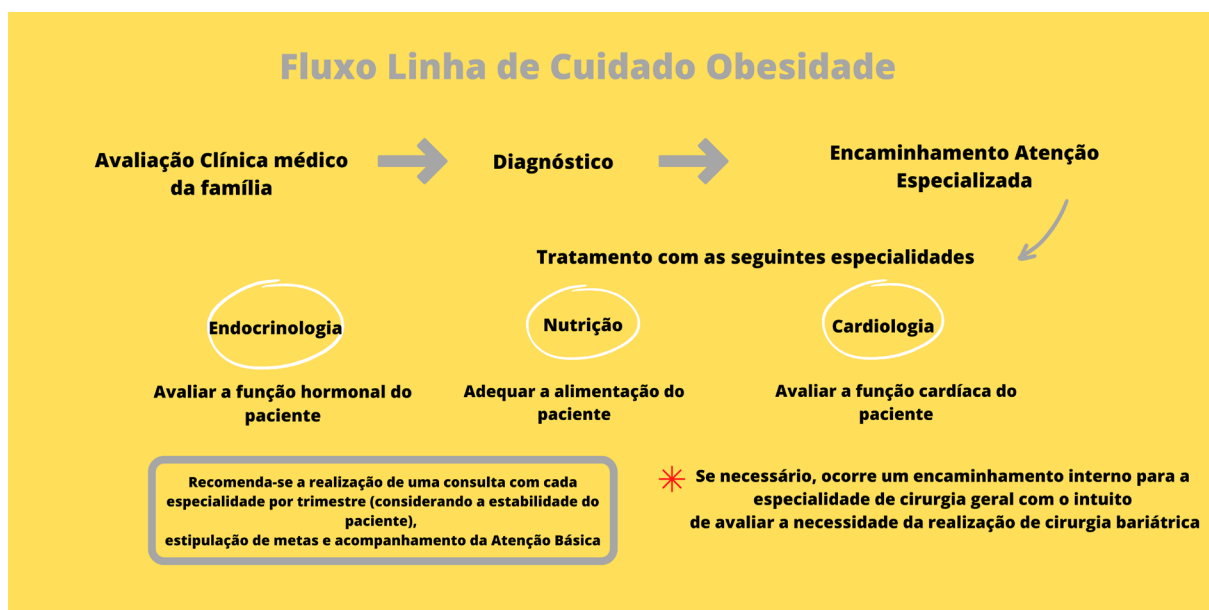 Fluxo Linha de Cuidado Obesidade
Avaliação Clínica médico
da família
Diagnóstico
Encaminhamento Atenção
Especializada
Tratamento com as seguintes especialidades
Endocrinologia
Avaliar a função hormonal do
paciente
Nutrição
Adequar a alimentação do
paciente
Cardiologia
Avaliar a função cardíaca do
paciente
Recomenda-se a realização de uma consulta com cada
especialidade por trimestre (considerando a estabilidade do
paciente),
estipulação de metas e acompanhamento da Atenção Básica
Se necessário, ocorre um encaminhamento interno para a
especialidade de cirurgia geral com o intuito
de avaliar a necessidade da realização de cirurgia bariátrica